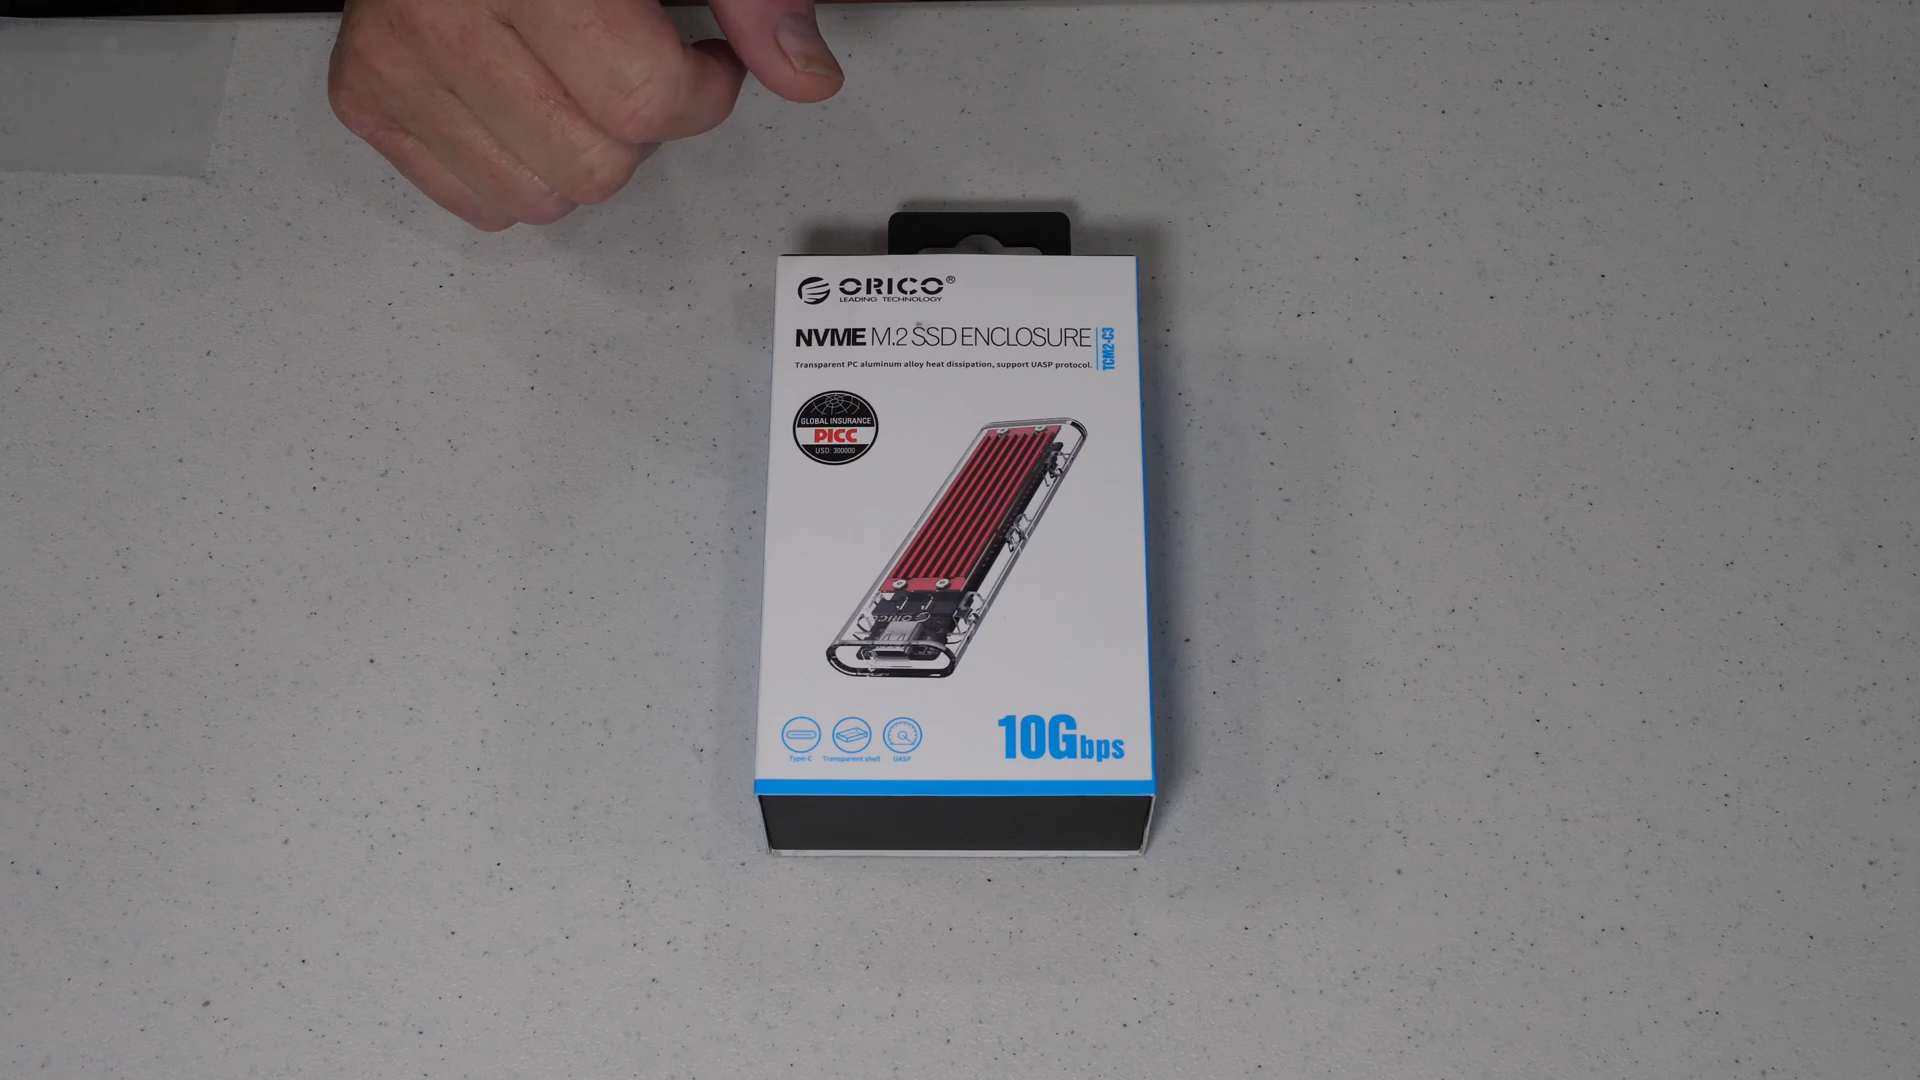 ORICO®
LEADING TECHNOLOGY
NVME M.2 SSD ENCLOSURE
TCM2-C3
Transparent PC aluminum alloy heat dissipation, support UASP protocol.
GLOBAL INSURANCE
PICC
USD: 300000
ORICO
Type-C
Transparent shell
UASP
10Gbps